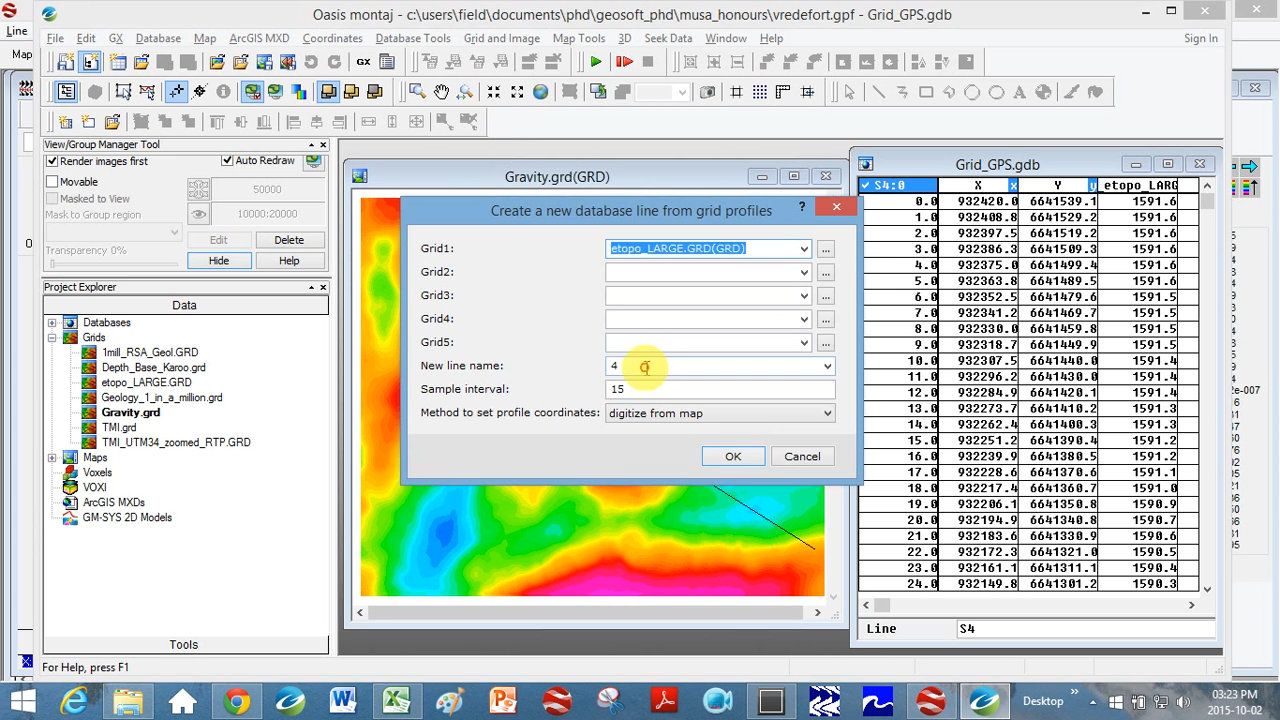 Oasis montaj - c:\users\field\documents\phd\geosoft_phd\musa_honours\vredefort.gpf - Grid_GPS.gdb
Line
File Edit GX Database Map ArcGIS MXD Coordinates Database Tools Grid and Image Map Tools 3D Seek Data Window Help Sign In
Map
GX
View/Group Manager Tool
Render images first Auto Redraw
Movable 50000
Masked to View
Mask to Group region 10000:20000
Transparency 0% Edit Delete
Hide Help
Project Explorer
Data
Databases
Grids
1mill_RSA_Geol.GRD
Depth_Base_Karoo.grd
etopo_LARGE.GRD
Geology_1_in_a_million.grd
Gravity.grd
TMI.grd
TMI_UTM34_zoomed_RTP.GRD
Maps
Voxels
VOXI
ArcGIS MXDs
GM-SYS 2D Models
Tools
Gravity.grd(GRD)
Create a new database line from grid profiles
Grid1: etopo_LARGE.GRD(GRD) ...
Grid2: ...
Grid3: ...
Grid4: ...
Grid5: ...
New line name: 4
Sample interval: 15
Method to set profile coordinates: digitize from map
OK Cancel
Grid_GPS.gdb
S4:0 X x Y y _etopo_LARG
0.0 932420.0 6641539.1 1591.6
1.0 932408.8 6641529.2 1591.6
2.0 932397.5 6641519.2 1591.6
3.0 932386.3 6641509.3 1591.6
4.0 932375.0 6641499.4 1591.6
5.0 932363.8 6641489.5 1591.6
6.0 932352.5 6641479.6 1591.5
7.0 932341.2 6641469.7 1591.5
8.0 932330.0 6641459.8 1591.5
9.0 932318.7 6641449.9 1591.5
10.0 932307.5 6641440.0 1591.4
11.0 932296.2 6641430.0 1591.4
12.0 932284.9 6641420.1 1591.4
13.0 932273.7 6641410.2 1591.3
14.0 932262.4 6641400.3 1591.3
15.0 932251.2 6641390.4 1591.2
16.0 932239.9 6641380.5 1591.2
17.0 932228.6 6641370.6 1591.1
18.0 932217.4 6641360.7 1591.0
19.0 932206.1 6641350.8 1590.9
20.0 932194.9 6641340.8 1590.7
21.0 932183.6 6641330.9 1590.6
22.0 932172.3 6641321.0 1590.5
23.0 932161.1 6641311.1 1590.5
24.0 932149.8 6641301.2 1590.3
Line S4
For Help, press F1
Desktop
03:23 PM
2015-10-02